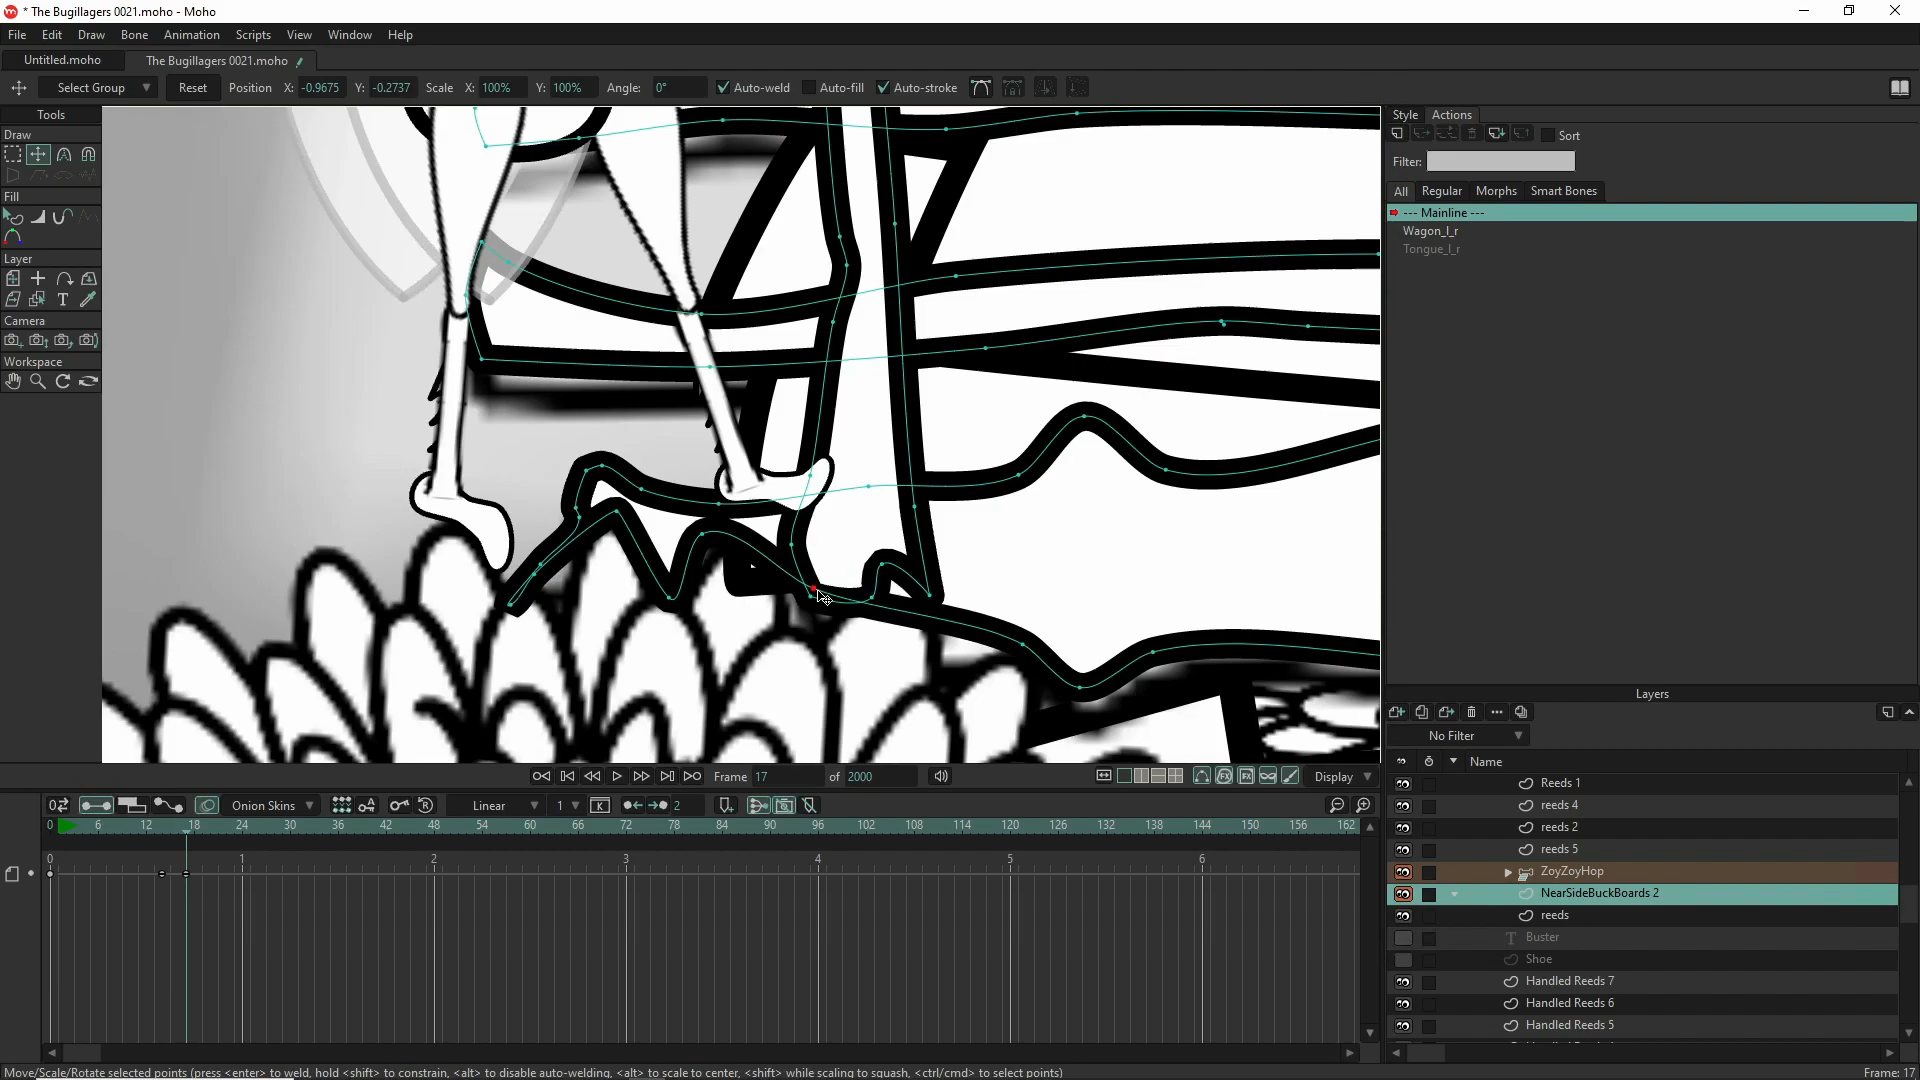 * The Bugillagers 0021.moho - Moho
File Edit Draw Bone Animation Scripts View Window Help
Untitled.moho The Bugillagers 0021.moho
Select Group Reset Position X: -0.9675 Y: -0.2737 Scale X: 100% Y: 100% Angle: 0° Auto-weld Auto-fill Auto-stroke
Tools
Draw
Fill
Layer
Camera
Workspace
Style Actions
Sort
Filter:
All Regular Morphs Smart Bones
--- Mainline ---
Wagon_l_r
Tongue_l_r
Layers
No Filter
Name
Reeds 1
reeds 4
reeds 2
reeds 5
ZoyZoyHop
NearSideBuckBoards 2
reeds
Buster
Shoe
Handled Reeds 7
Handled Reeds 6
Handled Reeds 5
Frame 17 of 2000 Display
Onion Skins Linear 1 2
0 6 12 18 24 30 36 42 48 54 60 66 72 78 84 90 96 102 108 114 120 126 132 138 144 150 156 162
0 1 2 3 4 5 6
Move/Scale/Rotate selected points (press <enter> to weld, hold <shift> to constrain, <alt> to disable auto-welding, <alt> to scale to center, <shift> while scaling to squash, <ctrl/cmd> to select points) Frame: 17